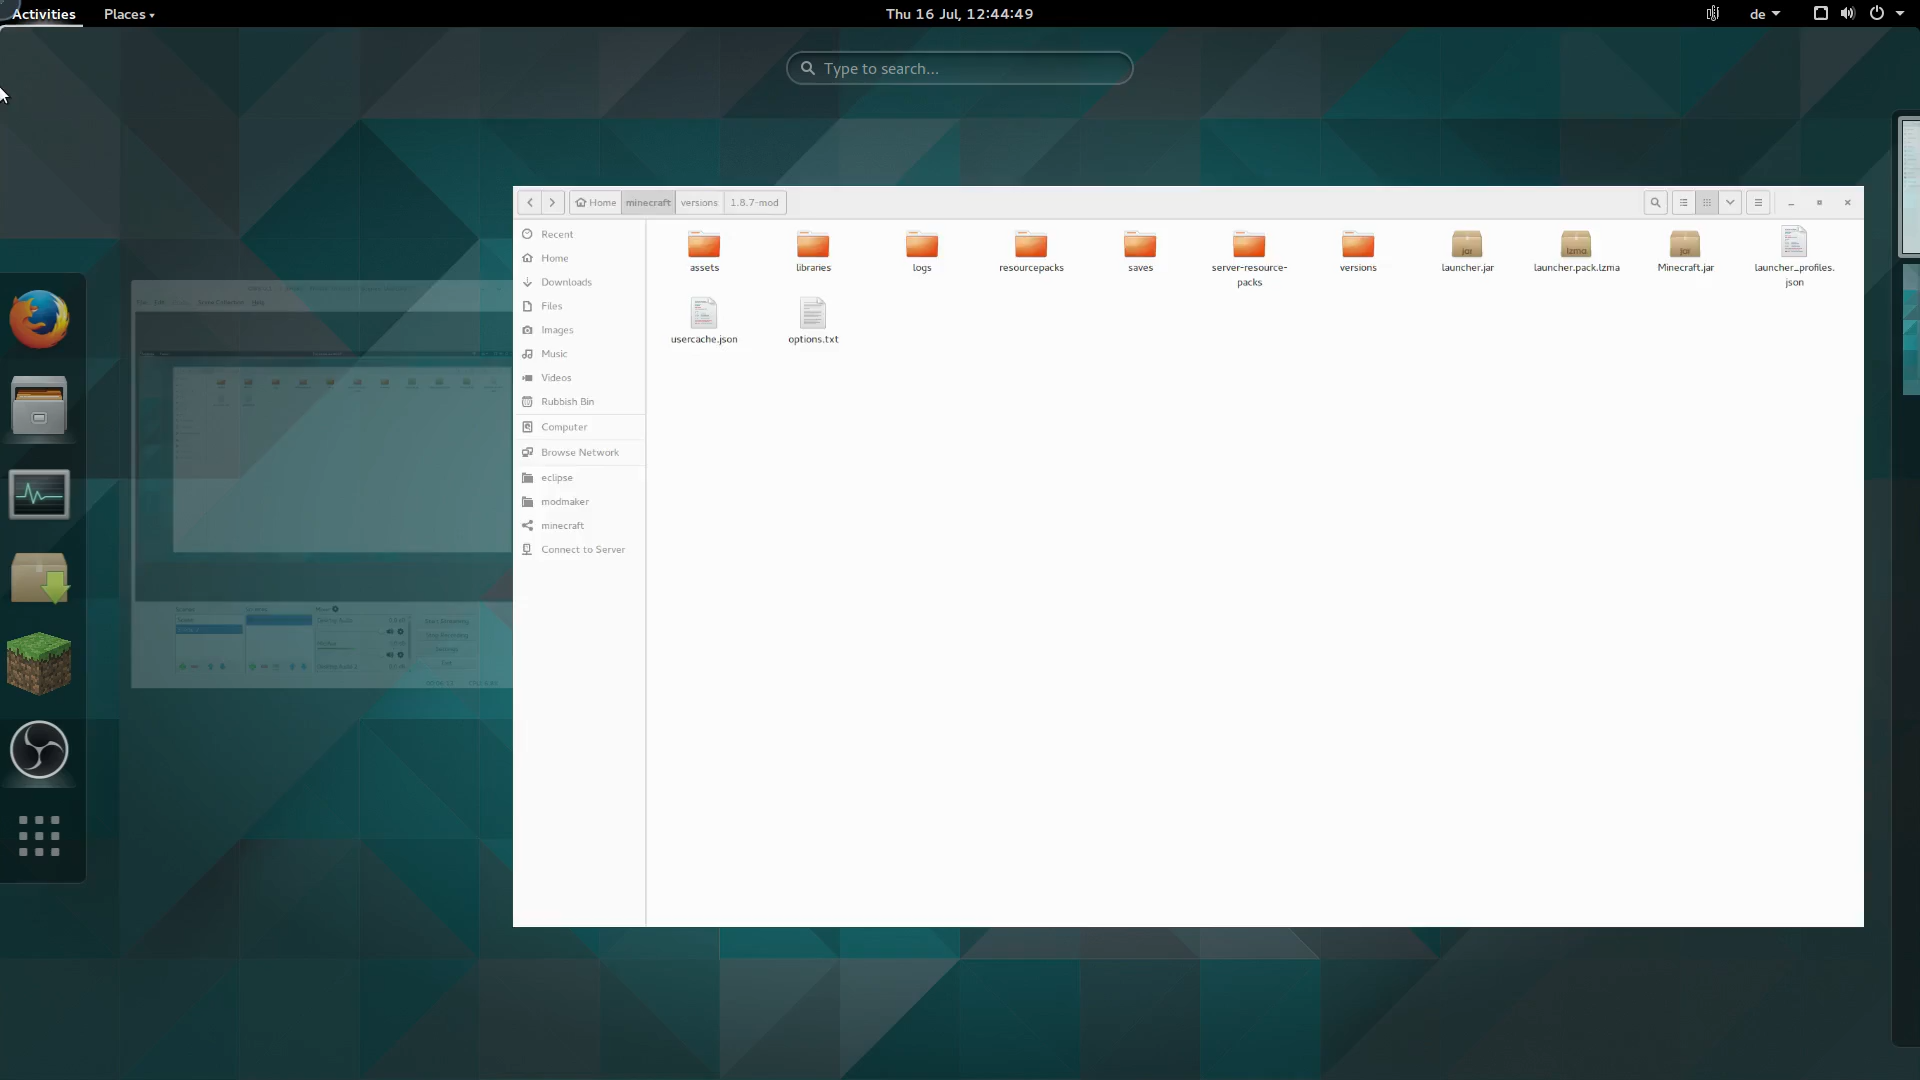 Activities Places Thu 16 Jul, 12:44:49 de
Type to search...
Home minecraft versions 1.8.7-mod
Recent
Home
Downloads
Files
Images
Music
Videos
Rubbish Bin
Computer
Browse Network
eclipse
modmaker
minecraft
Connect to Server
assets libraries logs resourcepacks saves server-resource- versions launcher.jar launcher.pack.lzma Minecraft.jar launcher_profiles.
packs json
usercache.json options.txt